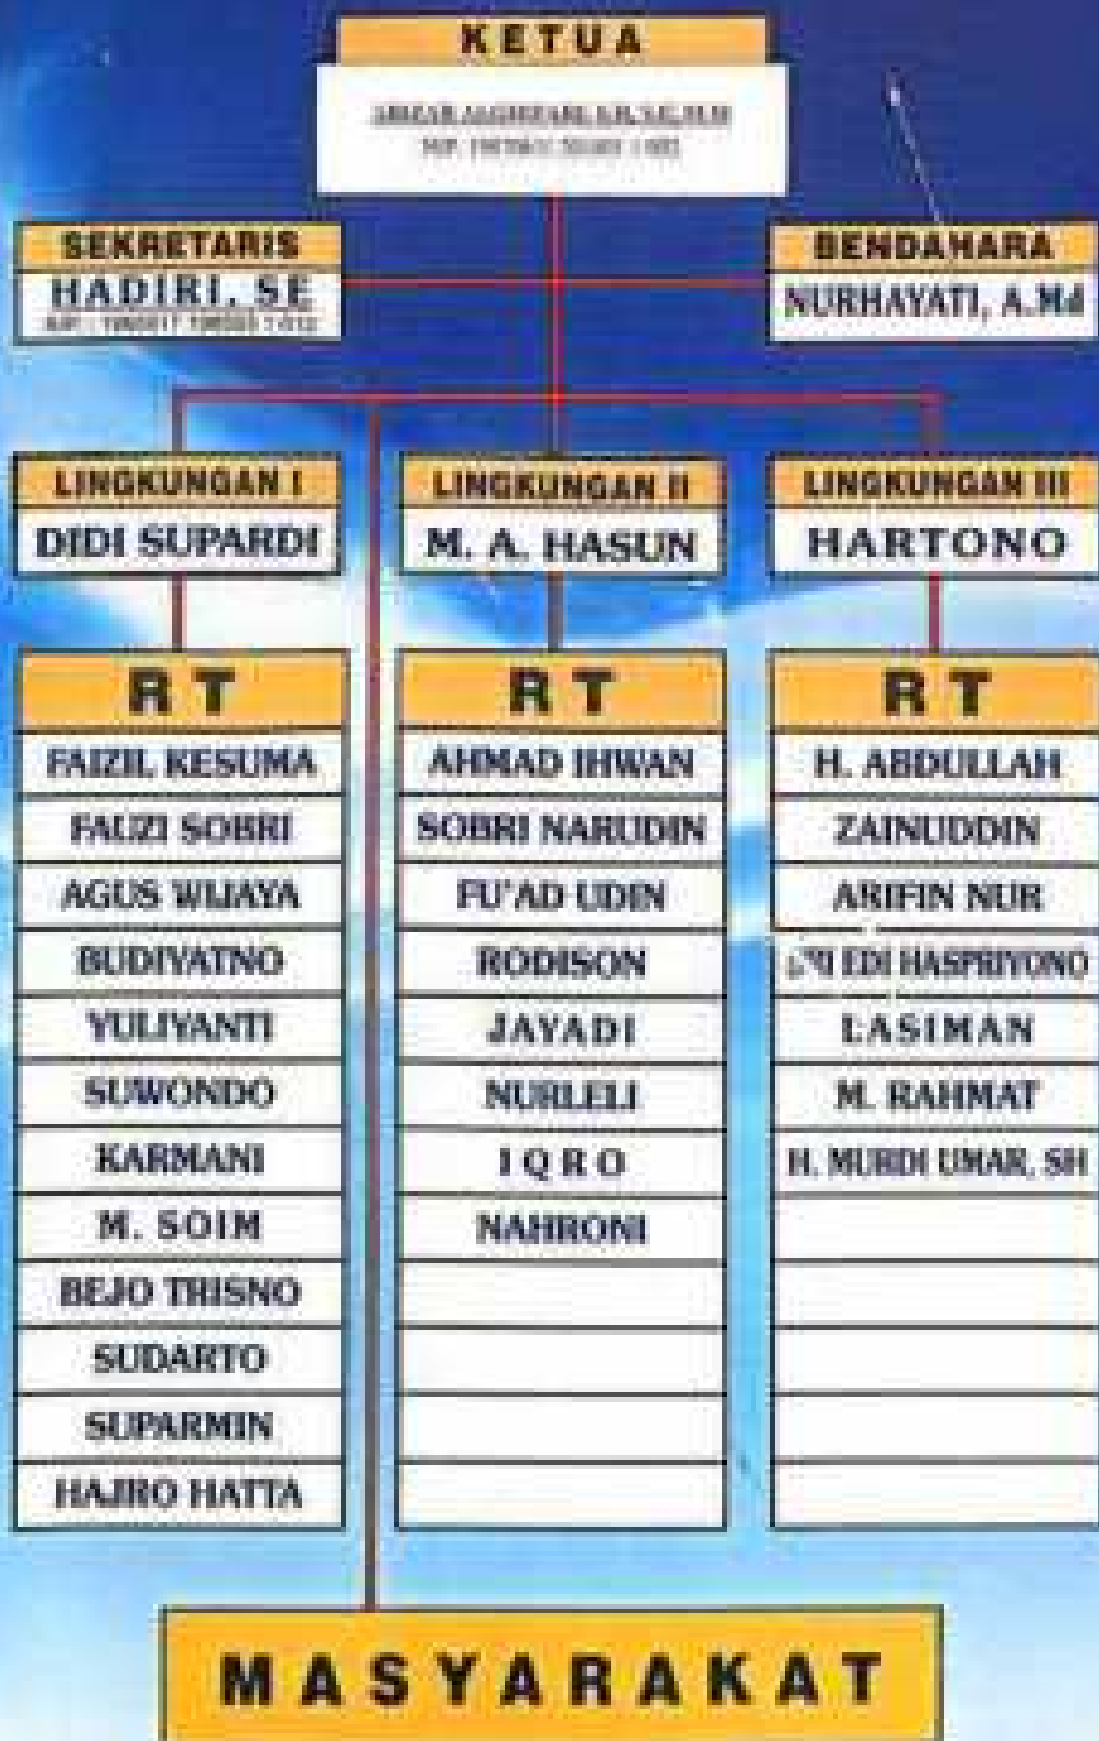 KETUA
SEKRETARIS
HADIRI, SE
BENDAHARA
NURHAYATI, A.Md
LINGKUNGAN I
DIDI SUPARDI
LINGKUNGAN II
M. A. HASUN
LINGKUNGAN III
HARTONO
RT
FAIZIL KESUMA
FAUZI SOBRI
AGUS WIJAYA
BUDIYATNO
YULIYANTI
SUWONDO
KARMANI
M. SOIM
BEJO TRISNO
SUDARTO
SUPARMIN
HAJRO HATTA
RT
AHMAD IHWAN
SOBRI NARUDIN
FU'AD UDIN
RODISON
JAYADI
NURLELI
IQRO
NAHRONI
RT
H. ABDULLAH
ZAINUDDIN
ARIFIN NUR
EDI HASPRIYONO
LASIMAN
M. RAHMAT
H. MURDI UMAR, SH
MASYARAKAT